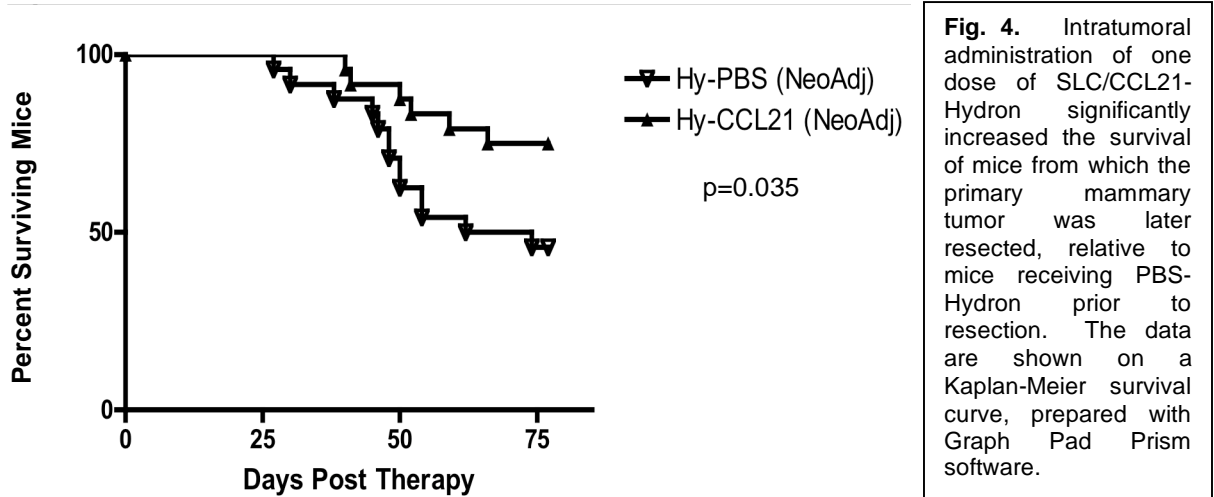 100
50
0
0
25
50
75
Percent Surviving Mice
Days Post Therapy
Hy-PBS (NeoAdj)
Hy-CCL21 (NeoAdj)
p=0.035
Fig. 4. Intratumoral
administration of one
dose of SLC/CCL21-
Hydron significantly
increased the survival
of mice from which the
primary mammary
tumor was later
resected, relative to
mice receiving PBS-
Hydron prior to
resection. The data
are shown on a
Kaplan-Meier survival
curve, prepared with
Graph Pad Prism
software.